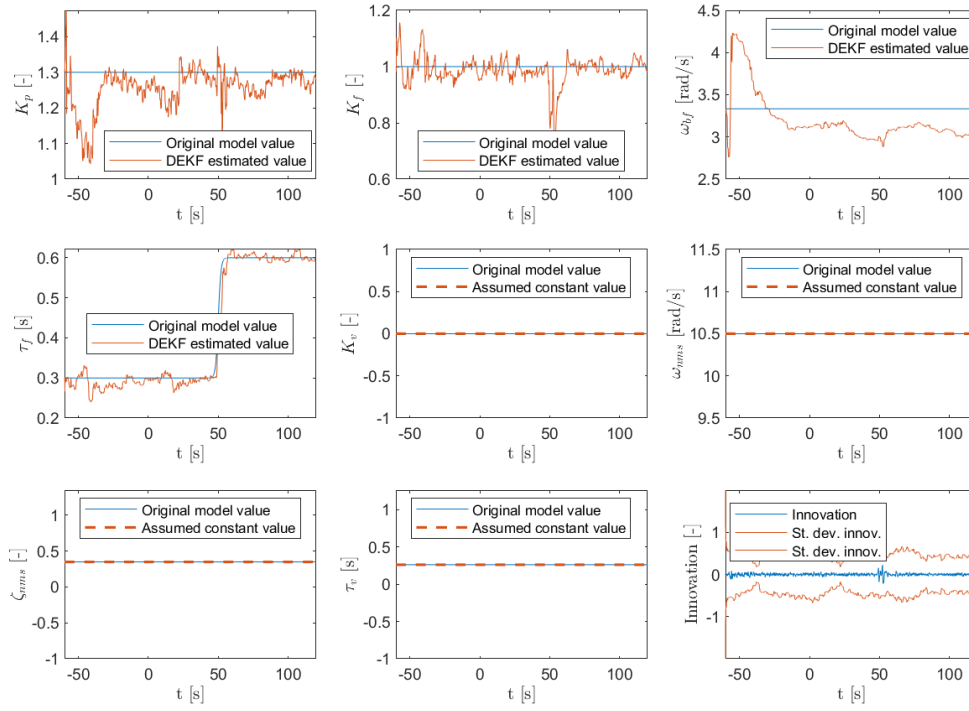 1.4
1.3
1.2
1.1
1
K_p [-]
Original model value
DEKF estimated value
-50 0 50 100
t [s]
1.2
1
0.8
0.6
K_f [-]
Original model value
DEKF estimated value
-50 0 50 100
t [s]
4.5
4
3.5
3
2.5
ω_bf [rad/s]
Original model value
DEKF estimated value
-50 0 50 100
t [s]
0.6
0.4
0.3
0.2
τ_f [s]
Original model value
DEKF estimated value
-50 0 50 100
t [s]
1
0.5
0
-0.5
-1
K_v [-]
Original model value
Assumed constant value
-50 0 50 100
t [s]
11.5
10.5
9.5
ω_nms [rad/s]
Original model value
Assumed constant value
-50 0 50 100
t [s]
1
0.5
0
-0.5
-1
ζ_nms [-]
Original model value
Assumed constant value
-50 0 50 100
t [s]
1
0.5
0
-0.5
-1
τ_v [s]
Original model value
Assumed constant value
-50 0 50 100
t [s]
1
0
-1
Innovation [-]
Innovation
St. dev. innov.
St. dev. innov.
-50 0 50 100
t [s]